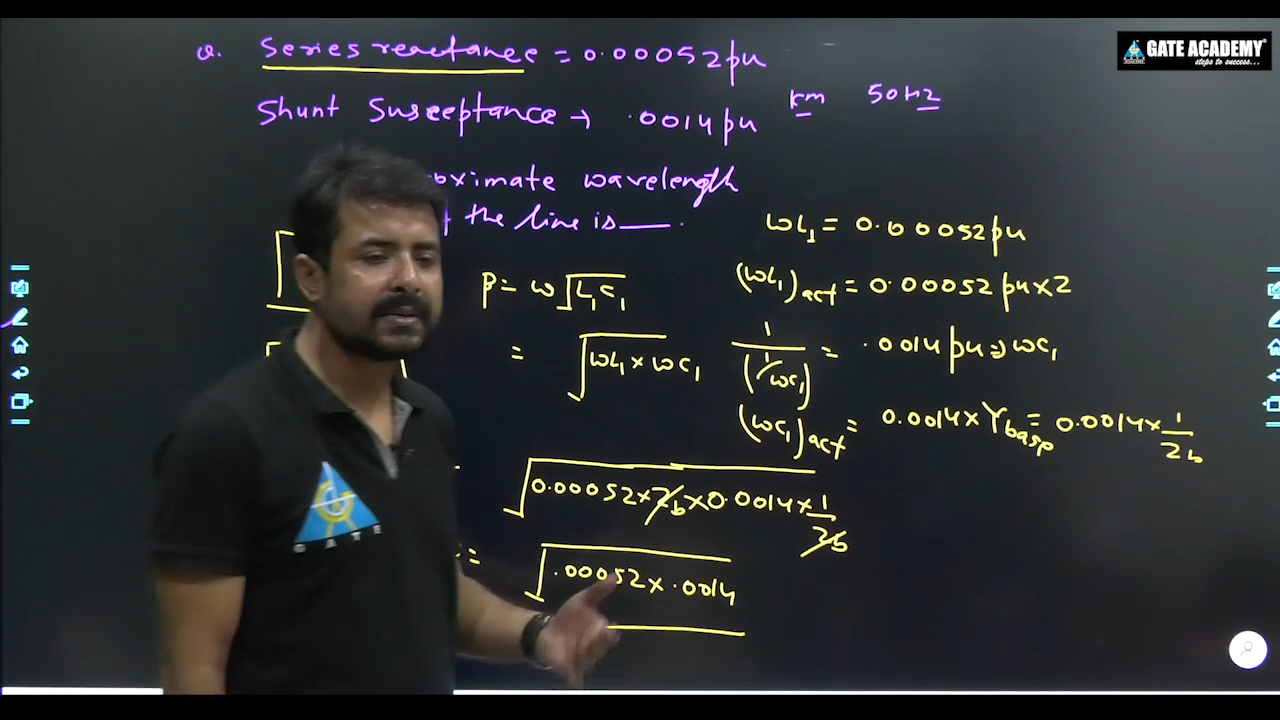 Q. Series reactance = 0.00052 pu
Shunt Susceptance → .0014 pu km 50Hz
oximate wavelength
the line is ___.
ωL₁ = 0.00052 pu
β = ω√L₁C₁
(ωL₁)act = 0.00052 pu × Z
= √ωL₁ × ωC₁
1/(1/ωC₁) = .0014 pu ⇒ ωC₁
(ωC₁)act = 0.0014 × Ybase = 0.0014 × 1/Zb
√0.00052 × Zb × 0.0014 × 1/Zb
= √.00052 × .0014
GATE ACADEMY
steps to success...
GATE